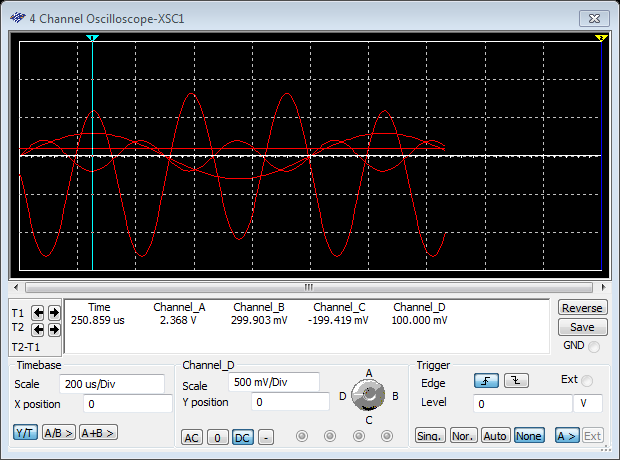 4 Channel Oscilloscope-XSC1
1
2
T1
T2
T2-T1
Time Channel_A Channel_B Channel_C Channel_D
250.859 us 2.368 V 299.903 mV -199.419 mV 100.000 mV
Reverse
Save
GND
Timebase
Scale 200 us/Div
X position 0
Y/T A/B > A+B >
Channel_D
Scale 500 mV/Div
Y position 0
A
D B
C
AC 0 DC -
Trigger
Edge Ext
Level 0 V
Sing. Nor. Auto None A > Ext